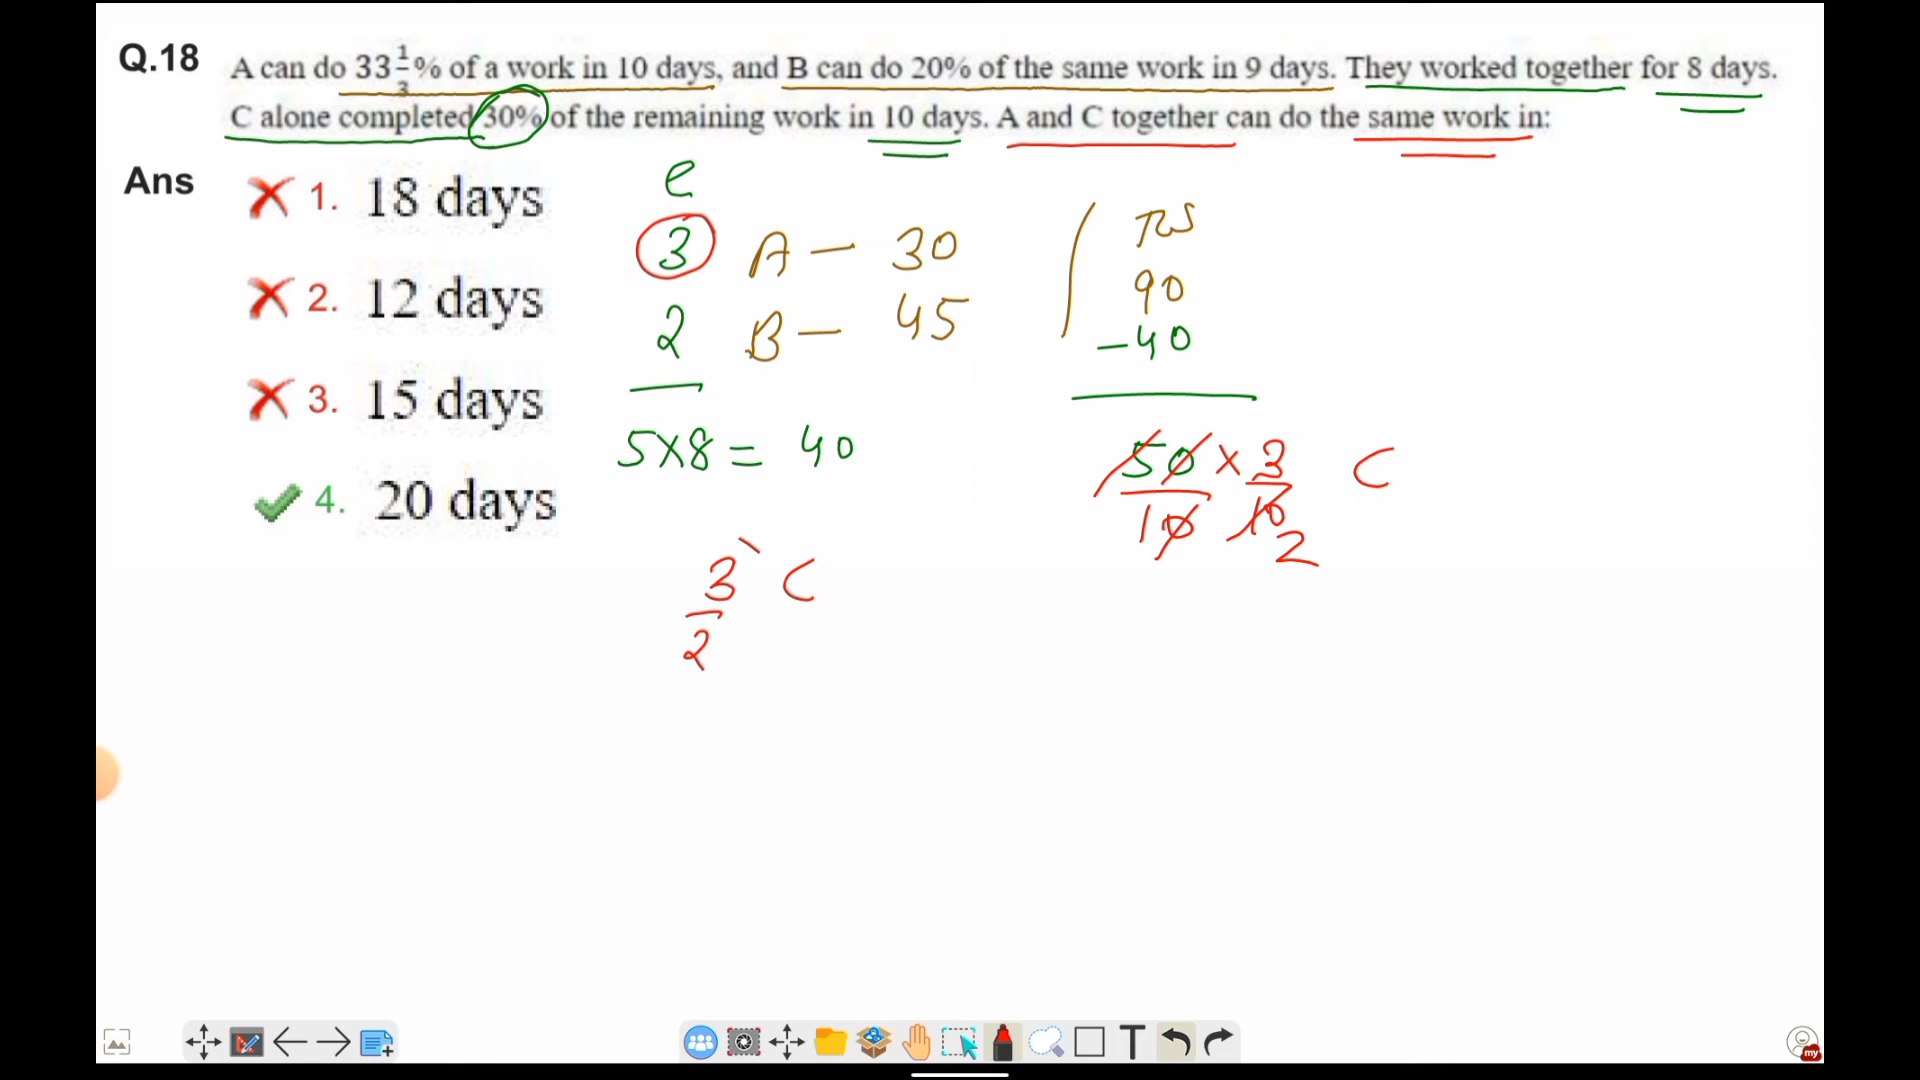 Q.18 A can do 33 1/3 % of a work in 10 days, and B can do 20% of the same work in 9 days. They worked together for 8 days.
C alone completed 30% of the remaining work in 10 days. A and C together can do the same work in:
Ans
1. 18 days
2. 12 days
3. 15 days
4. 20 days
e
3 A — 30
2 B — 45
5×8 = 40
3/2 C
90
-40
50/10 × 3/10 C
2
T
my